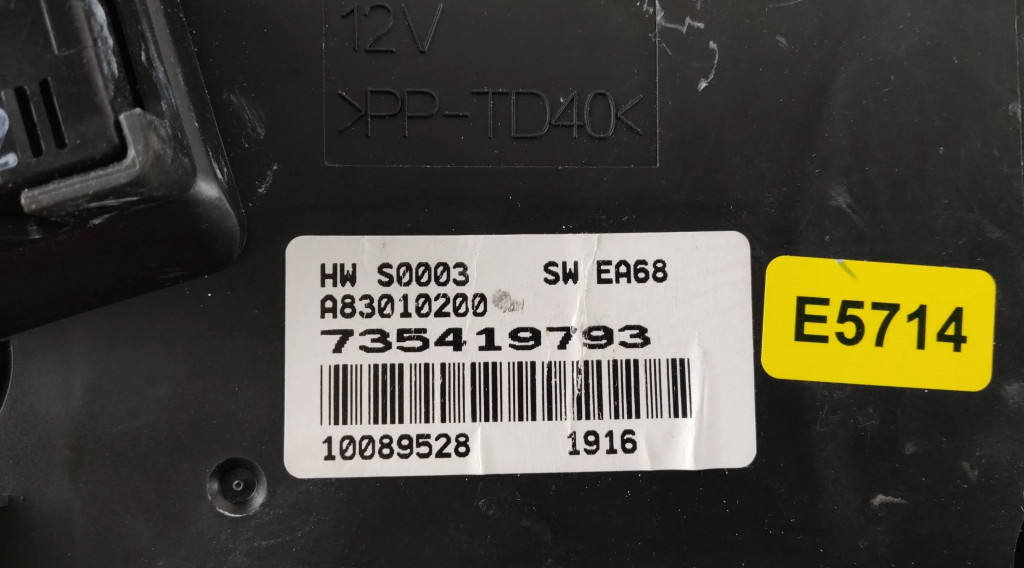 12V
>PP-TD40<
HW S0003 SW EA68
A83010200
735419793
10089528 1916
E5714